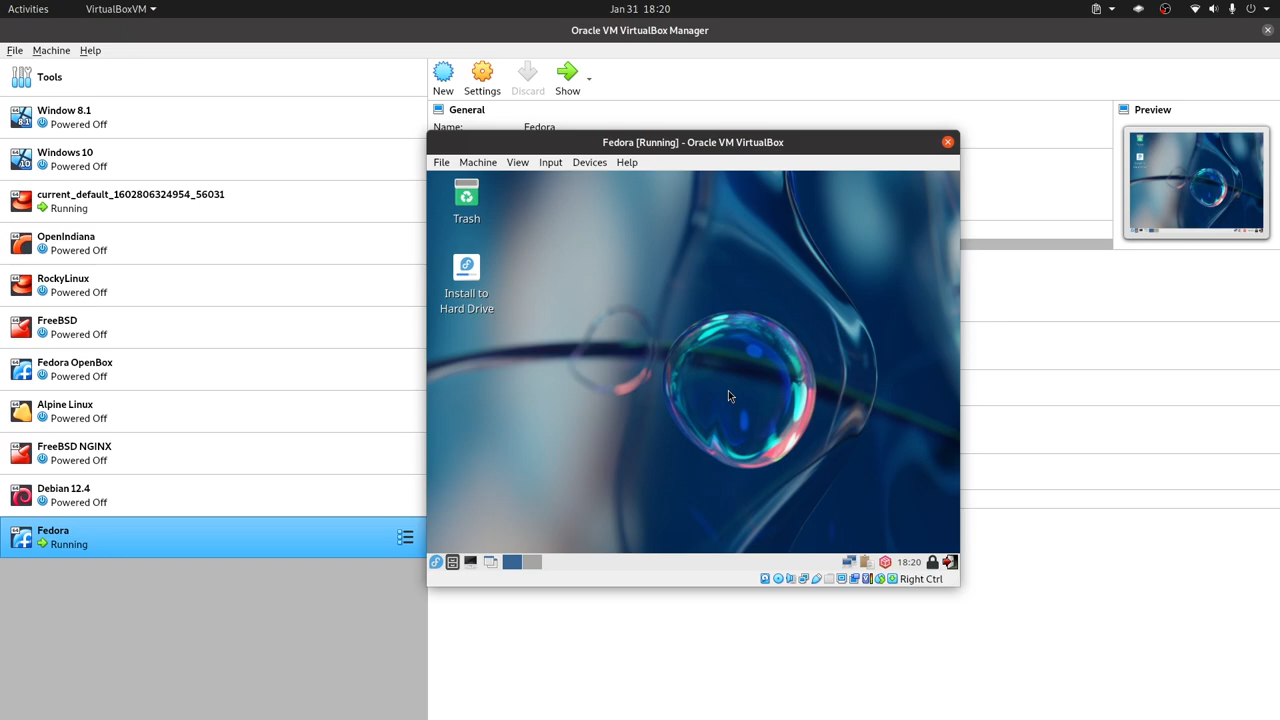 Activities
VirtualBoxVM
Jan 31 18:20
Oracle VM VirtualBox Manager
File Machine Help
Tools
Window 8.1
Powered Off
Windows 10
Powered Off
current_default_1602806324954_56031
Running
OpenIndiana
Powered Off
RockyLinux
Powered Off
FreeBSD
Powered Off
Fedora OpenBox
Powered Off
Alpine Linux
Powered Off
FreeBSD NGINX
Powered Off
Debian 12.4
Powered Off
Fedora
Running
New Settings Discard Show
General
Name: Fedora
Preview
Fedora [Running] - Oracle VM VirtualBox
File Machine View Input Devices Help
Trash
Install to
Hard Drive
18:20
Right Ctrl